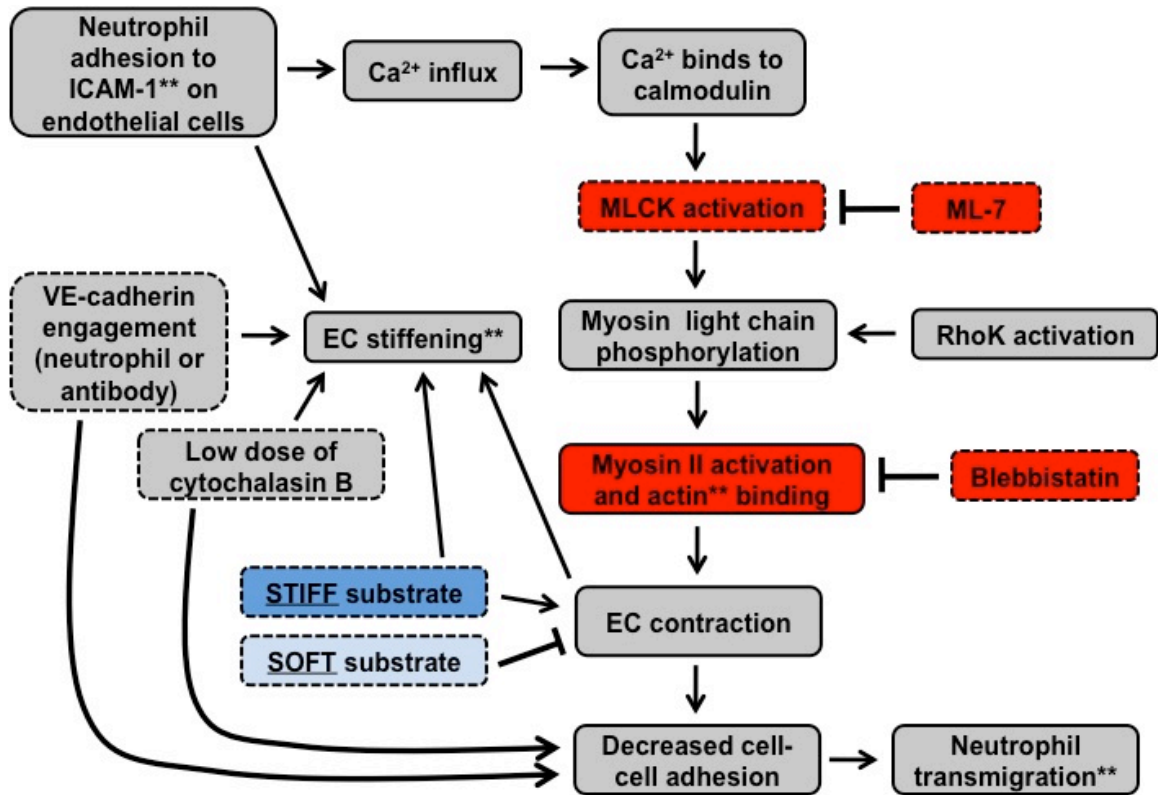 Neutrophil
adhesion to
ICAM-1** on
endothelial cells
Ca²⁺ influx
Ca²⁺ binds to
calmodulin
MLCK activation
ML-7
VE-cadherin
engagement
(neutrophil or
antibody)
EC stiffening**
Myosin light chain
phosphorylation
RhoK activation
Low dose of
cytochalasin B
Myosin II activation
and actin** binding
Blebbistatin
STIFF substrate
SOFT substrate
EC contraction
Decreased cell-
cell adhesion
Neutrophil
transmigration**